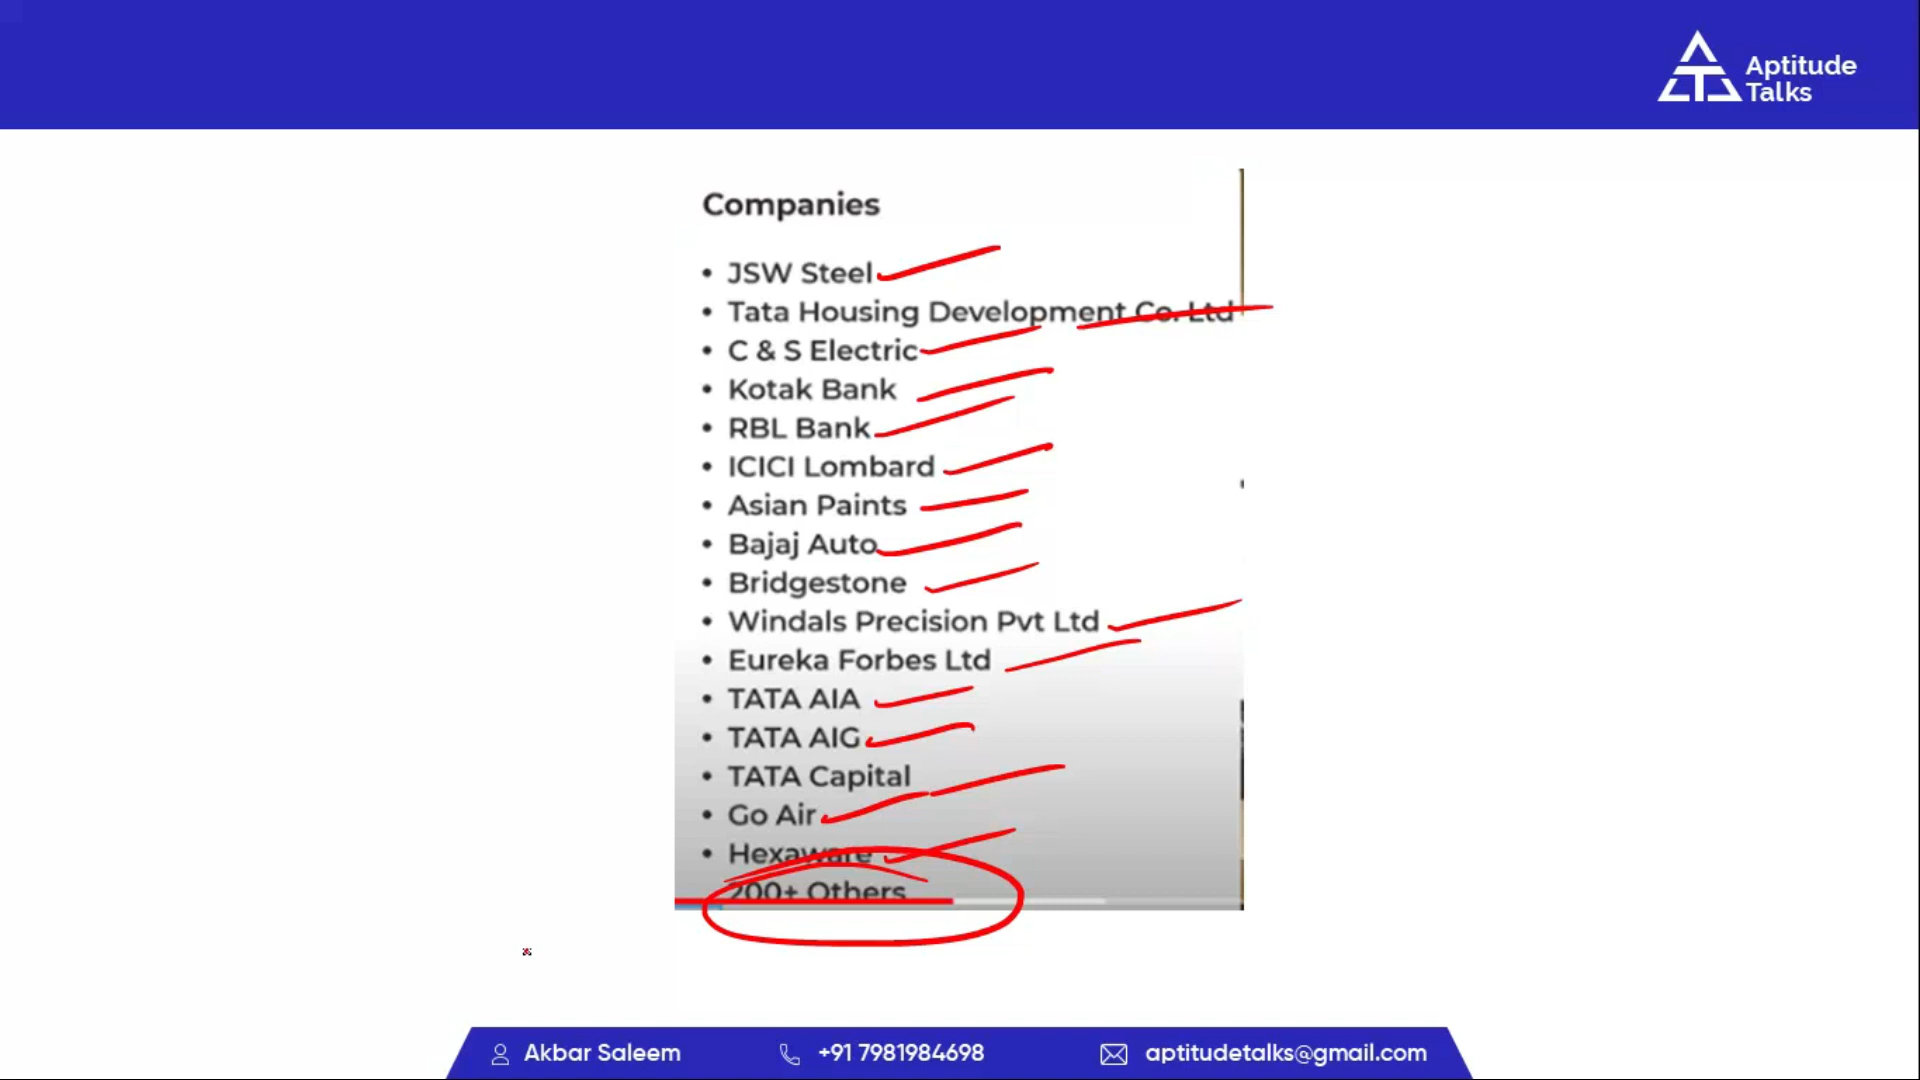 Aptitude
Talks
Companies
• JSW Steel
• Tata Housing Development Co. Ltd
• C & S Electric
• Kotak Bank
• RBL Bank
• ICICI Lombard
• Asian Paints
• Bajaj Auto
• Bridgestone
• Windals Precision Pvt Ltd
• Eureka Forbes Ltd
• TATA AIA
• TATA AIG
• TATA Capital
• Go Air
• Hexaware
200+ Others
Akbar Saleem
+91 7981984698
aptitudetalks@gmail.com